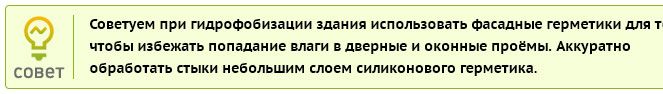 Советуем при гидрофобизации здания использовать фасадные герметики для
чтобы избежать попадание влаги в дверные и оконные проёмы. Аккуратно
обработать стыки небольшим слоем силиконового герметика.
совет